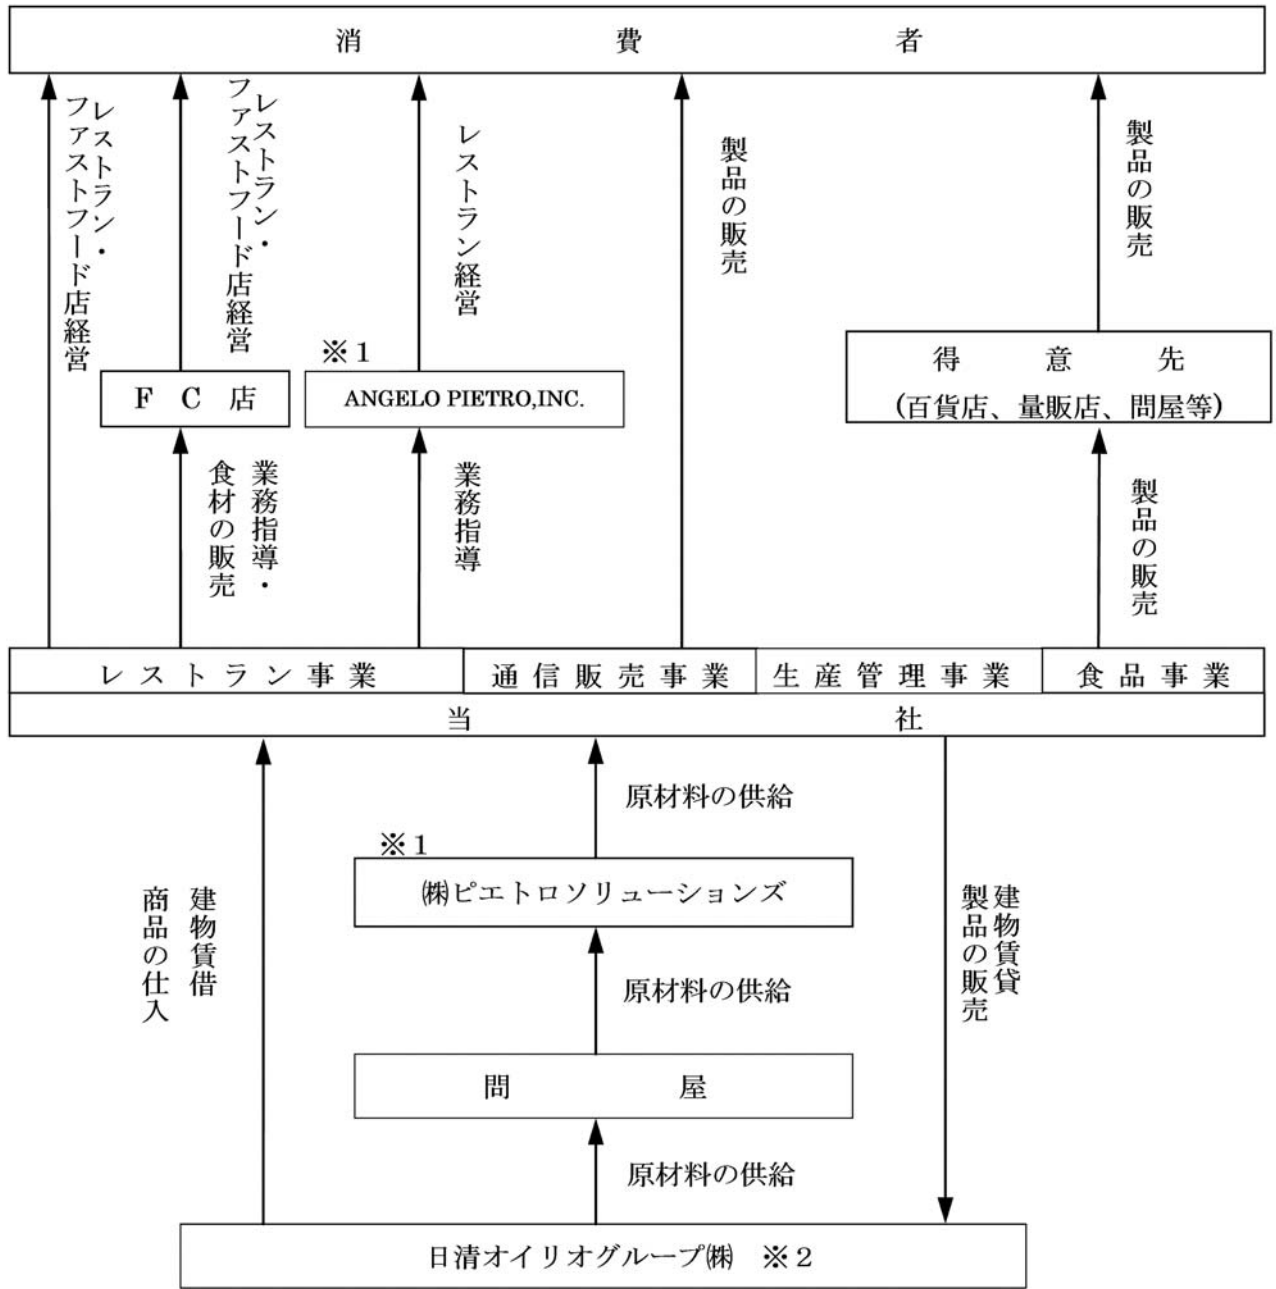 消費者
レストラン・
ファストフード店経営
レストラン・
ファストフード店経営
レストラン経営
製品の販売
製品の販売
※1
FC店
ANGELO PIETRO,INC.
得意先
(百貨店、量販店、問屋等)
業務指導・
食材の販売
業務指導
製品の販売
レストラン事業
通信販売事業
生産管理事業
食品事業
当社
原材料の供給
※1
㈱ピエトロソリューションズ
建物賃借
商品の仕入
建物賃貸
製品の販売
原材料の供給
問屋
原材料の供給
日清オイリオグループ㈱ ※2